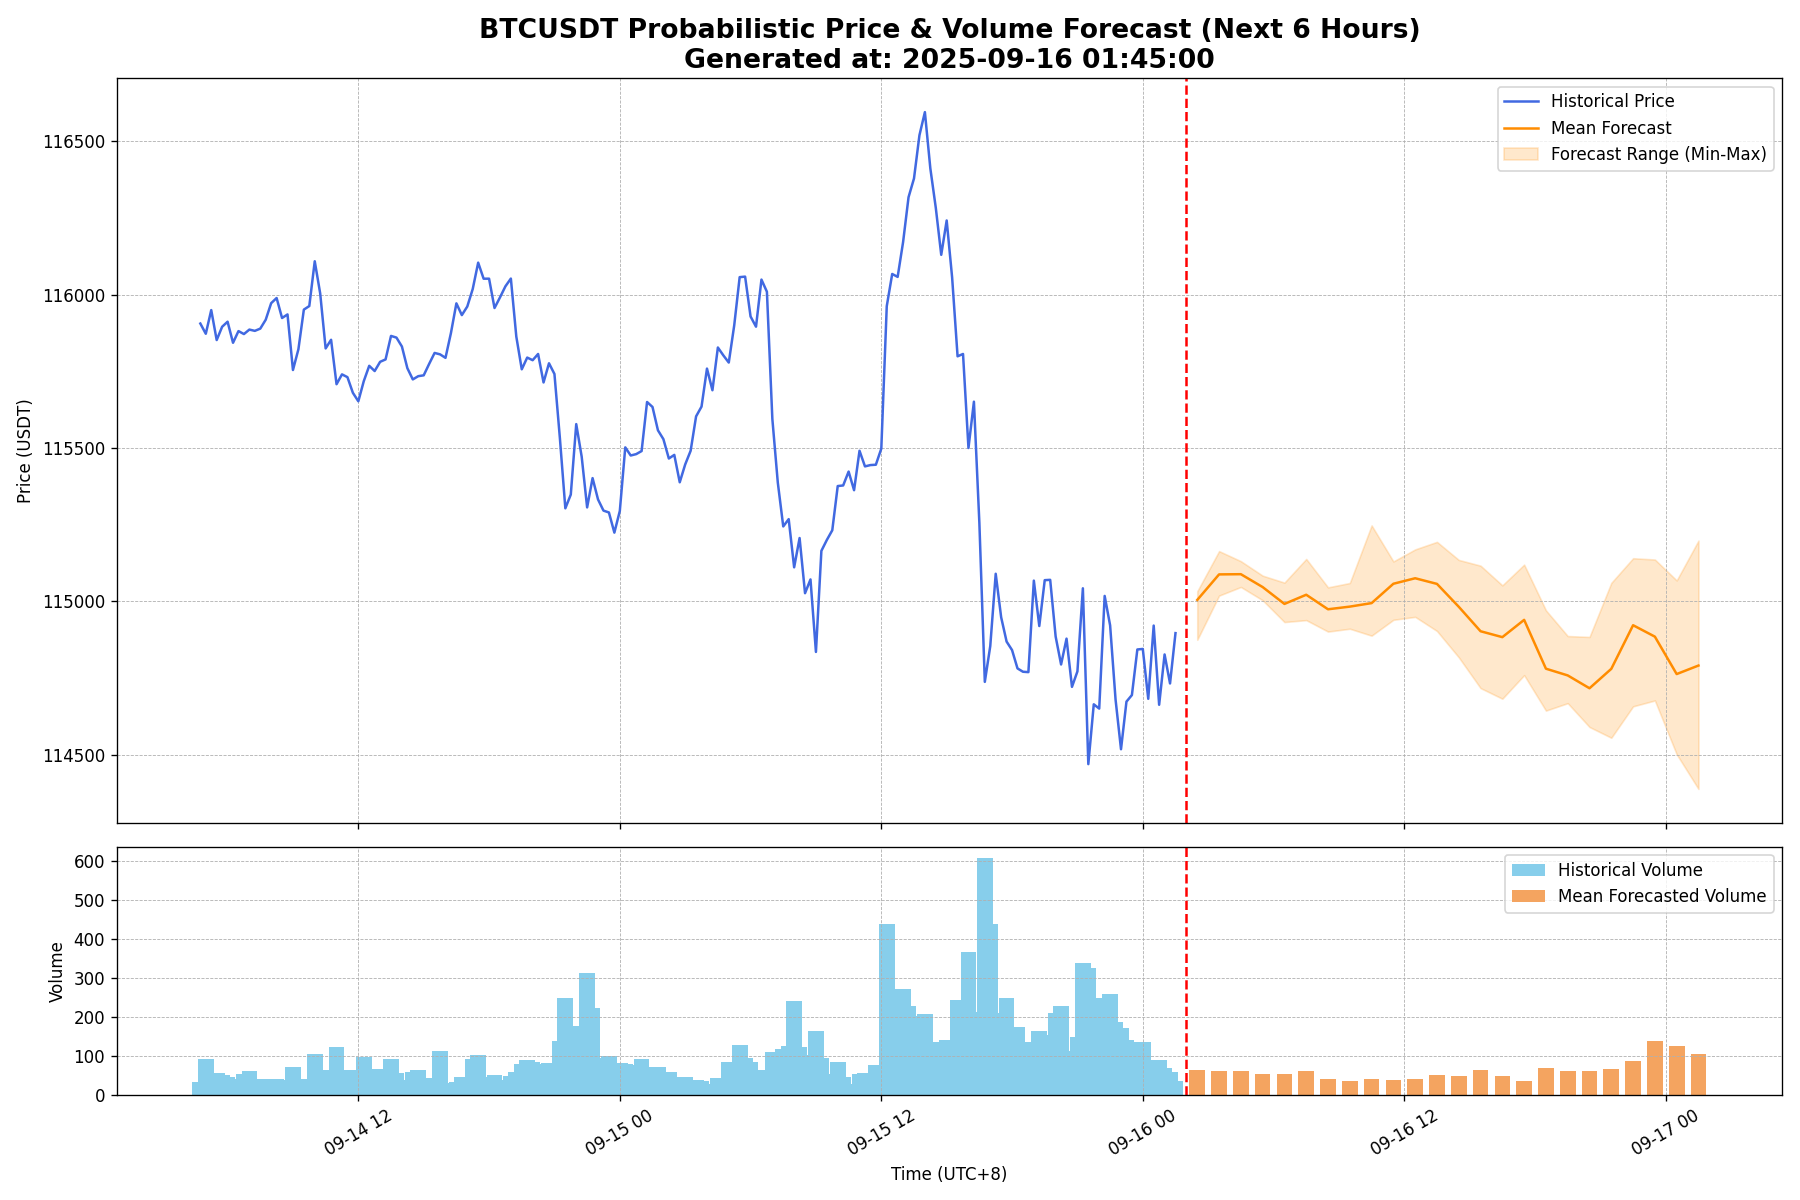 BTCUSDT Probabilistic Price & Volume Forecast (Next 6 Hours)
Generated at: 2025-09-16 01:45:00
Historical Price
Mean Forecast
Forecast Range (Min-Max)
116500
116000
115500
115000
114500
Price (USDT)
Historical Volume
Mean Forecasted Volume
600
500
400
300
200
100
0
Volume
09-14 12
09-15 00
09-15 12
09-16 00
09-16 12
09-17 00
Time (UTC+8)